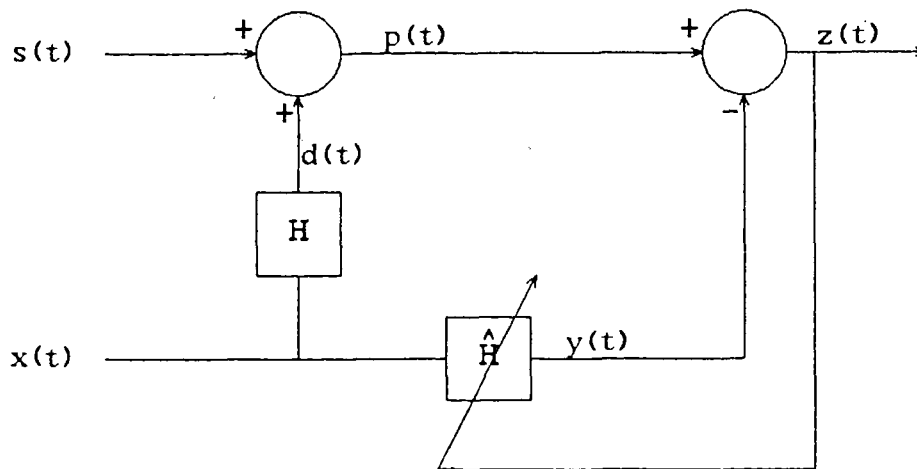 + p(t) + z(t)
s(t)
+ -
d(t)
H
x(t) Ĥ y(t)